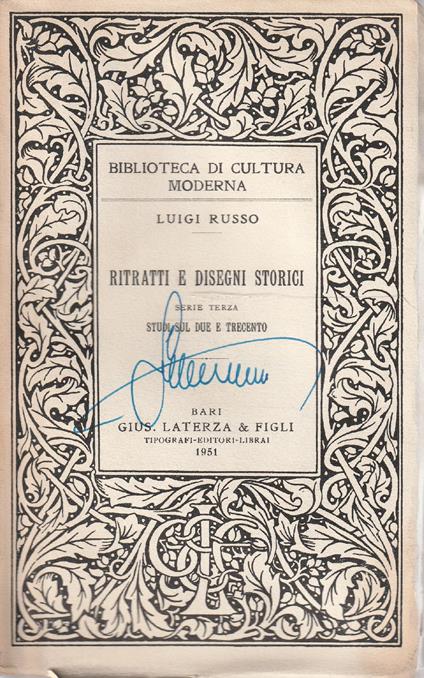 BIBLIOTECA DI CULTURA
MODERNA
LUIGI RUSSO
RITRATTI E DISEGNI STORICI
SERIE TERZA
STUDI SUL DUE E TRECENTO
BARI
GIUS. LATERZA & FIGLI
TIPOGRAFI-EDITORI-LIBRAI
1951